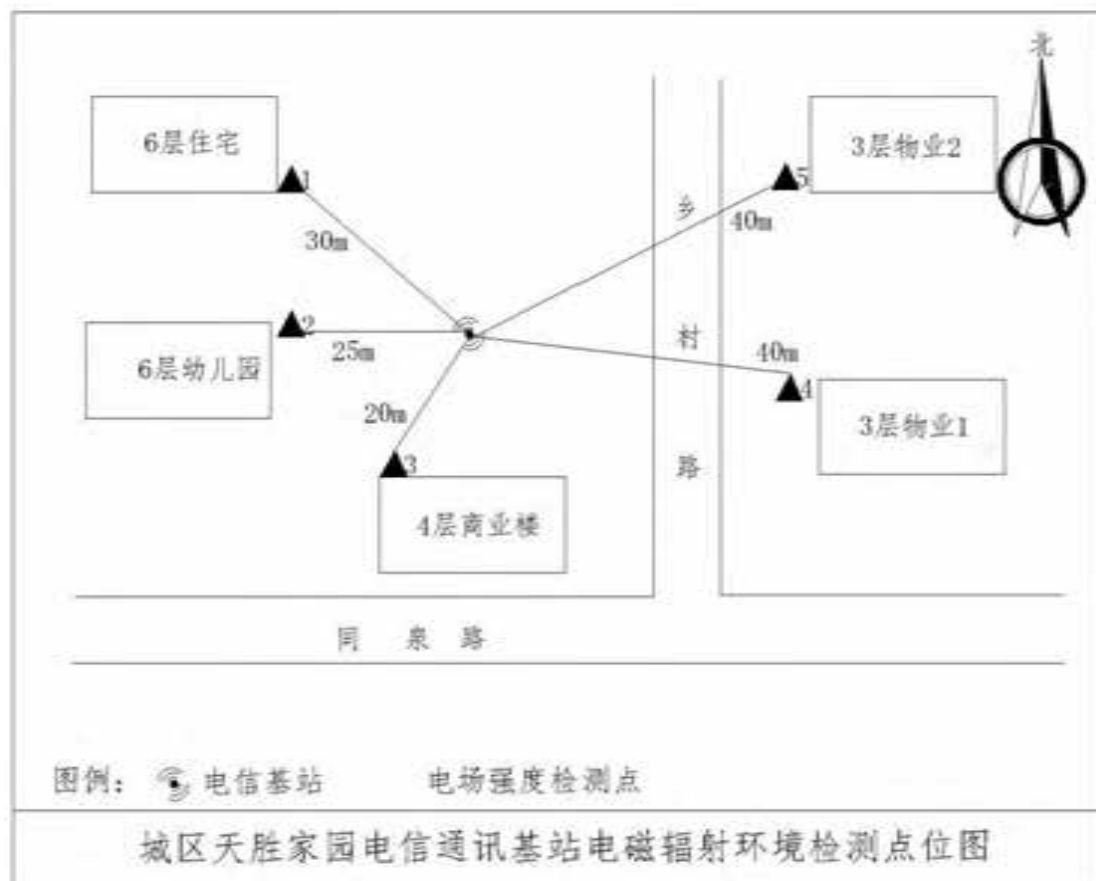 北
6层住宅
3层物业2
1
5
乡
30m
40m
2
村
25m
40m
6层幼儿园
4
20m
3层物业1
3
路
4层商业楼
同泉路
图例： 电信基站 电场强度检测点
城区天胜家园电信通讯基站电磁辐射环境检测点位图